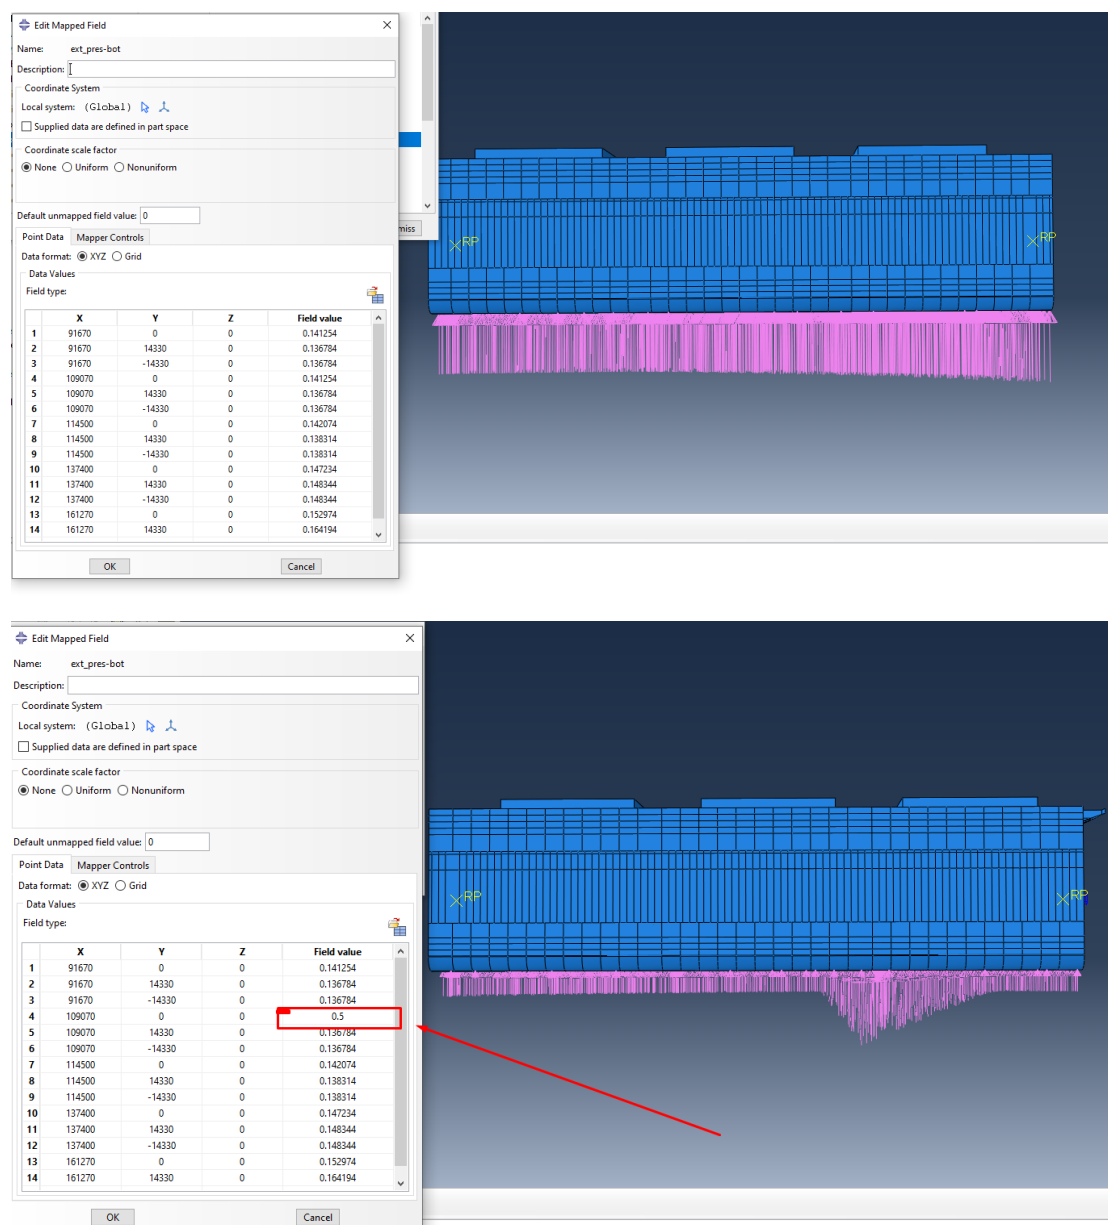 Edit Mapped Field
Name: ext_pres-bot
Description:
Coordinate System
Local system: (Global)
Supplied data are defined in part space
Coordinate scale factor
None Uniform Nonuniform
Default unmapped field value: 0
miss
Point Data Mapper Controls
Data format: XYZ Grid
Data Values
Field type:
X Y Z Field value
1 91670 0 0 0.141254
2 91670 14330 0 0.136784
3 91670 -14330 0 0.136784
4 109070 0 0 0.141254
5 109070 14330 0 0.136784
6 109070 -14330 0 0.136784
7 114500 0 0 0.142074
8 114500 14330 0 0.138314
9 114500 -14330 0 0.138314
10 137400 0 0 0.147234
11 137400 14330 0 0.148344
12 137400 -14330 0 0.148344
13 161270 0 0 0.152974
14 161270 14330 0 0.164194
OK Cancel
RP RP
Edit Mapped Field
Name: ext_pres-bot
Description:
Coordinate System
Local system: (Global)
Supplied data are defined in part space
Coordinate scale factor
None Uniform Nonuniform
Default unmapped field value: 0
Point Data Mapper Controls
Data format: XYZ Grid
Data Values
Field type:
X Y Z Field value
1 91670 0 0 0.141254
2 91670 14330 0 0.136784
3 91670 -14330 0 0.136784
4 109070 0 0 0.5
5 109070 14330 0 0.136784
6 109070 -14330 0 0.136784
7 114500 0 0 0.142074
8 114500 14330 0 0.138314
9 114500 -14330 0 0.138314
10 137400 0 0 0.147234
11 137400 14330 0 0.148344
12 137400 -14330 0 0.148344
13 161270 0 0 0.152974
14 161270 14330 0 0.164194
OK Cancel
RP RP